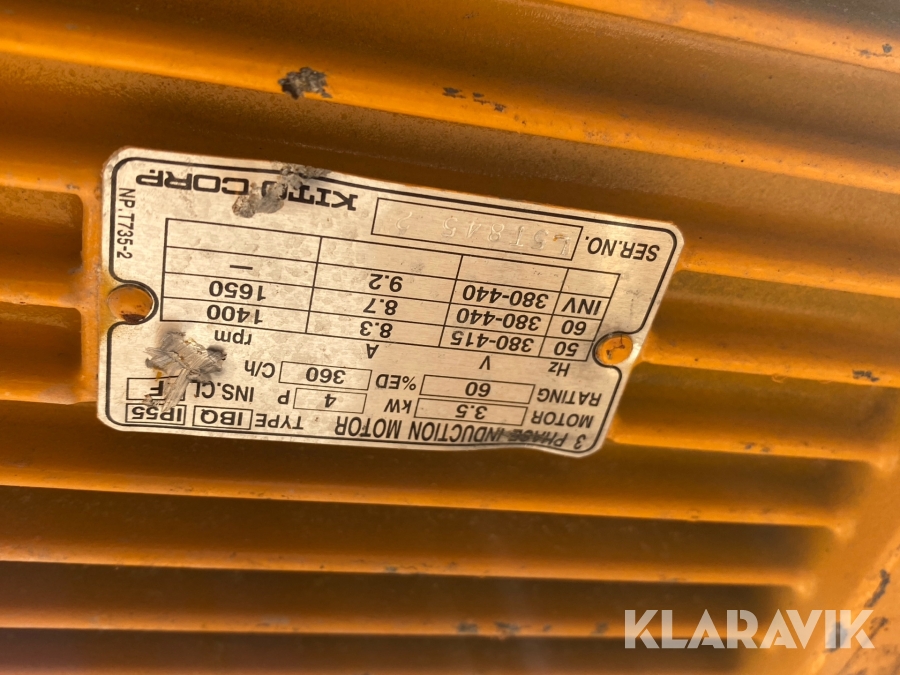 3 PHASE INDUCTION MOTOR TYPE IBQ IP55
MOTOR 3.5 kW 4 P INS.CL F
RATING 60 %ED 360 C/h
Hz V A rpm
50 380-415 8.3 1400
60 380-440 8.7 1650
INV 380-440 9.2 —
SER.NO.
KITO CORP.
NP.T735-2
KLARAVIK